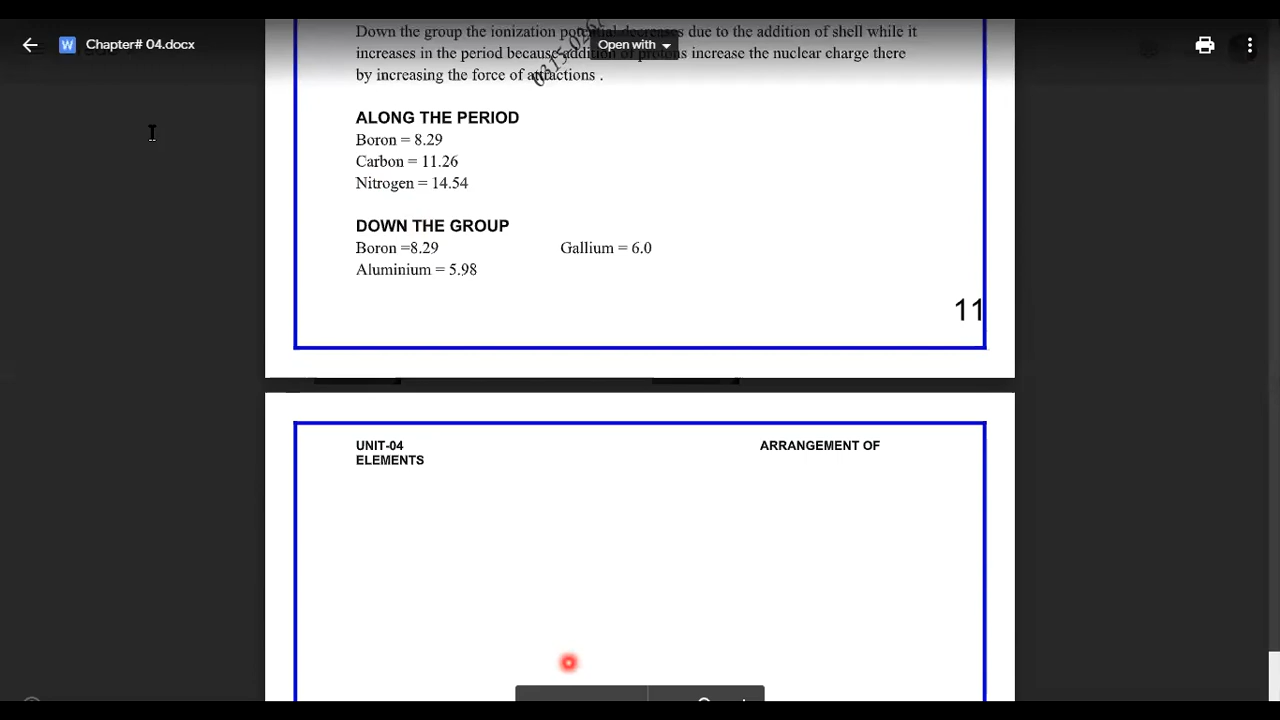 Chapter# 04.docx
Open with
Down the group the ionization potential decreases due to the addition of shell while it
increases in the period because addition of protons increase the nuclear charge there
by increasing the force of attractions .
ALONG THE PERIOD
Boron = 8.29
Carbon = 11.26
Nitrogen = 14.54
DOWN THE GROUP
Boron =8.29 Gallium = 6.0
Aluminium = 5.98
11
UNIT-04 ARRANGEMENT OF
ELEMENTS